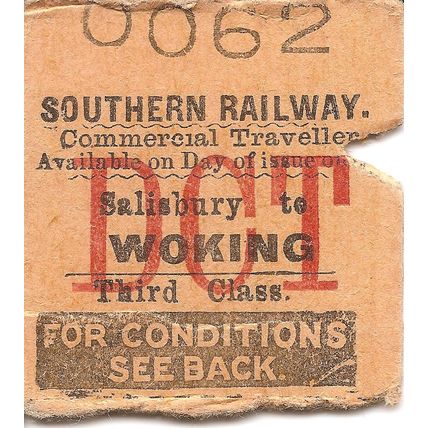 0062
SOUTHERN RAILWAY.
Commercial Traveller
Available on Day of issue
DCT
Salisbury to
WOKING
Third Class.
FOR CONDITIONS
SEE BACK.